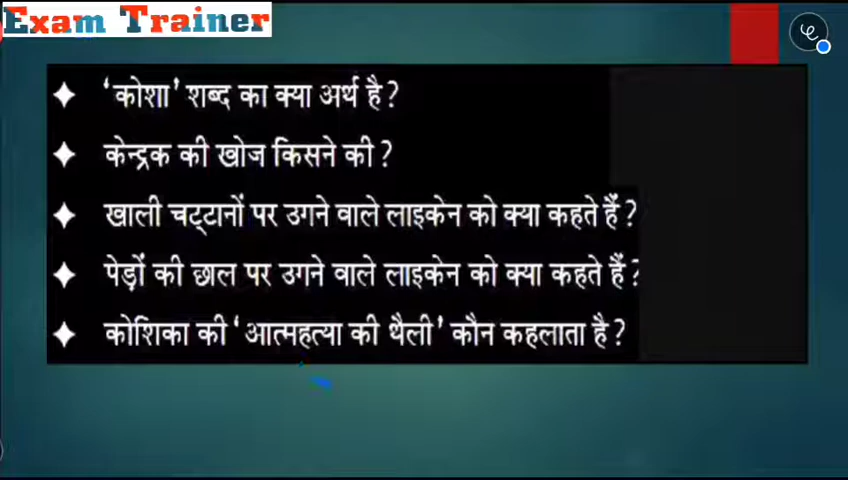 Exam Trainer
'कोशा' शब्द का क्या अर्थ है?
केन्द्रक की खोज किसने की?
खाली चट्टानों पर उगने वाले लाइकेन को क्या कहते हैं?
पेड़ों की छाल पर उगने वाले लाइकेन को क्या कहते हैं?
कोशिका की 'आत्महत्या की थैली' कौन कहलाता है?